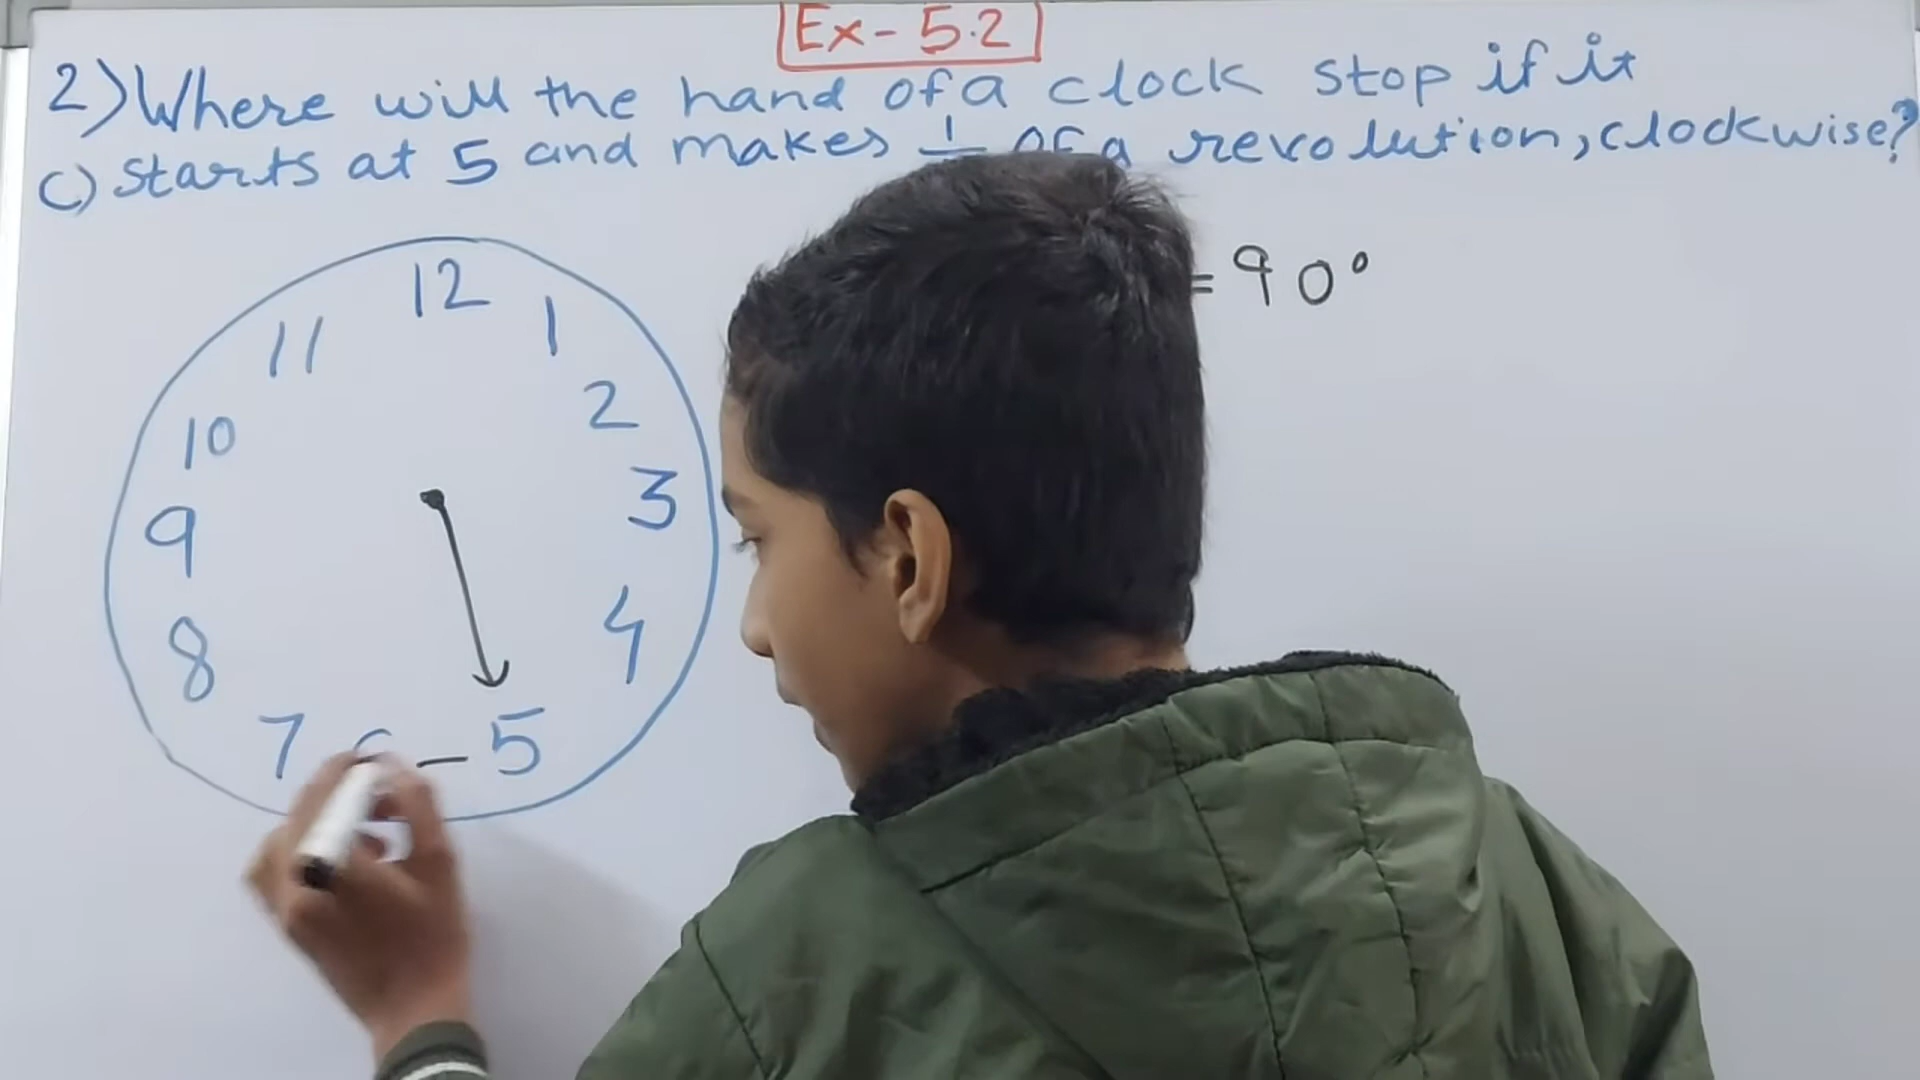 Ex- 5.2
2) Where will the hand of a clock stop if it
c) starts at 5 and makes 1 of a revolution, clockwise?
= 90°
12
11 1
10 2
9 3
8 4
7 – 5